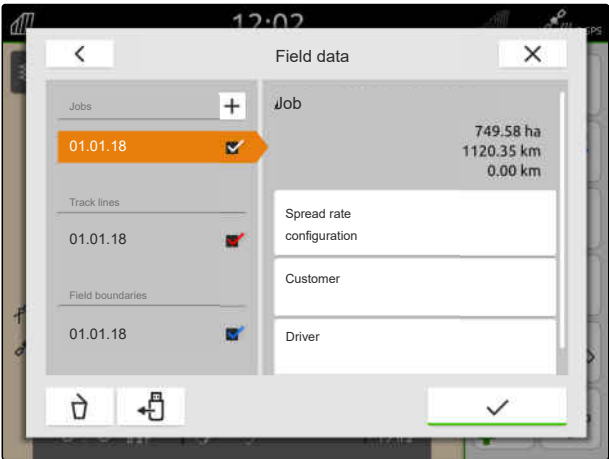 12:02
GPS
Field data
Jobs
01.01.18
Track lines
01.01.18
Field boundaries
01.01.18
Job
749.58 ha
1120.35 km
0.00 km
Spread rate
configuration
Customer
Driver